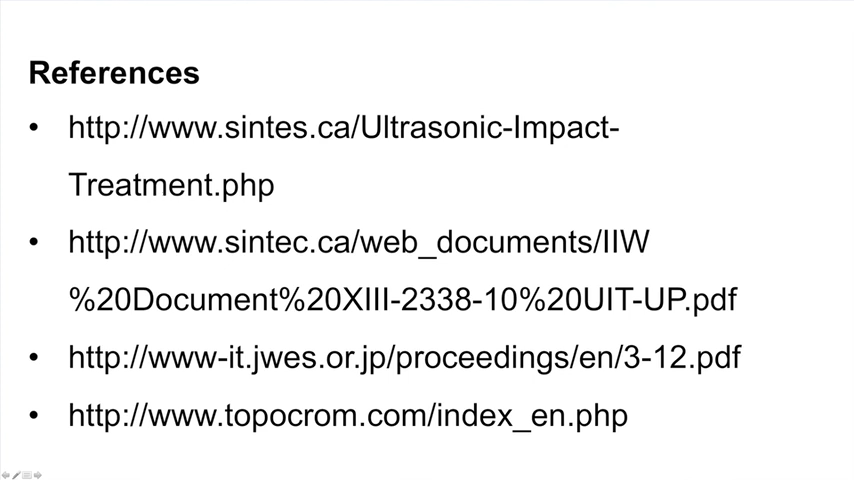 References
• http://www.sintes.ca/Ultrasonic-Impact-
Treatment.php
• http://www.sintec.ca/web_documents/IIW
%20Document%20XIII-2338-10%20UIT-UP.pdf
• http://www-it.jwes.or.jp/proceedings/en/3-12.pdf
• http://www.topocrom.com/index_en.php